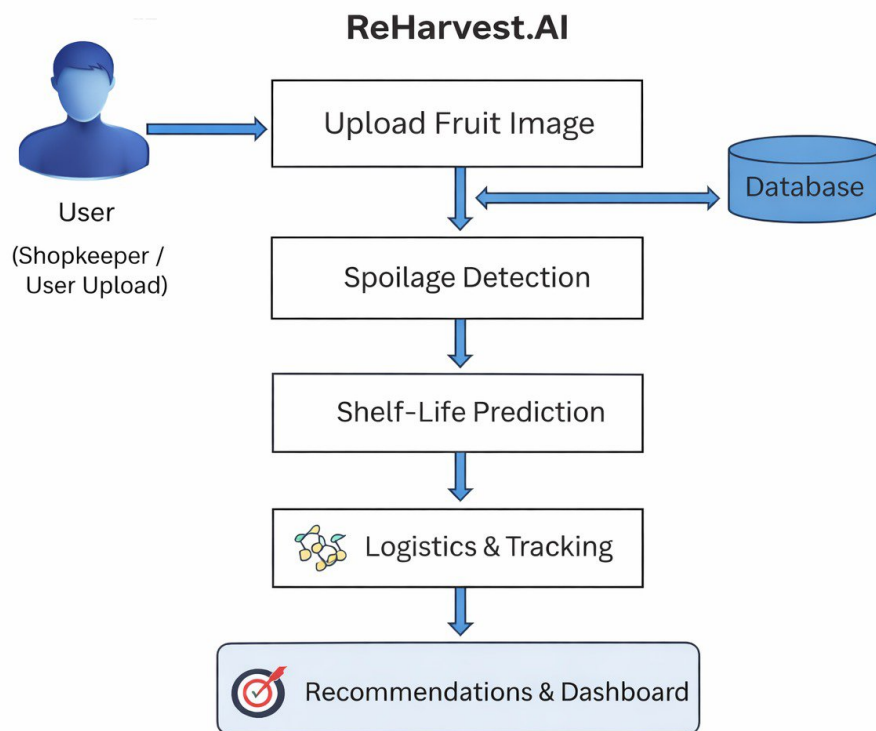 ReHarvest.AI
Upload Fruit Image
Database
User
(Shopkeeper /
User Upload)
Spoilage Detection
Shelf-Life Prediction
Logistics & Tracking
Recommendations & Dashboard